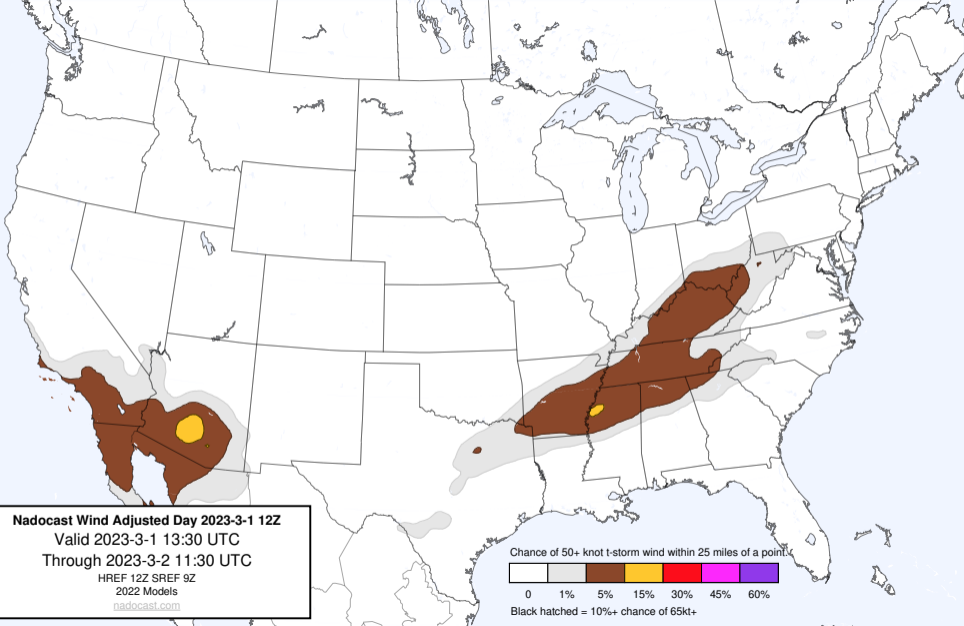 Nadocast Wind Adjusted Day 2023-3-1 12Z
Valid 2023-3-1 13:30 UTC
Through 2023-3-2 11:30 UTC
HREF 12Z SREF 9Z
2022 Models
nadocast.com
Chance of 50+ knot t-storm wind within 25 miles of a point.
0 1% 5% 15% 30% 45% 60%
Black hatched = 10%+ chance of 65kt+